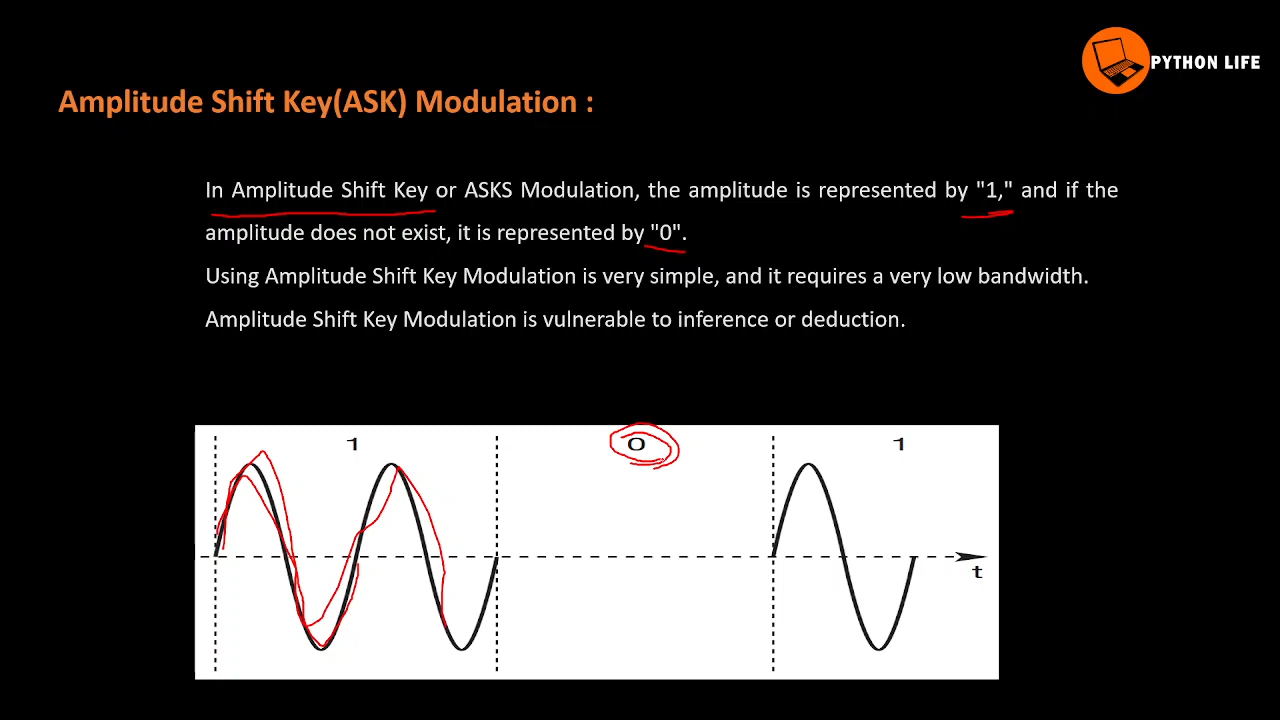 PYTHON LIFE
Amplitude Shift Key(ASK) Modulation :
In Amplitude Shift Key or ASKS Modulation, the amplitude is represented by "1," and if the
amplitude does not exist, it is represented by "0".
Using Amplitude Shift Key Modulation is very simple, and it requires a very low bandwidth.
Amplitude Shift Key Modulation is vulnerable to inference or deduction.
1 0 1
t